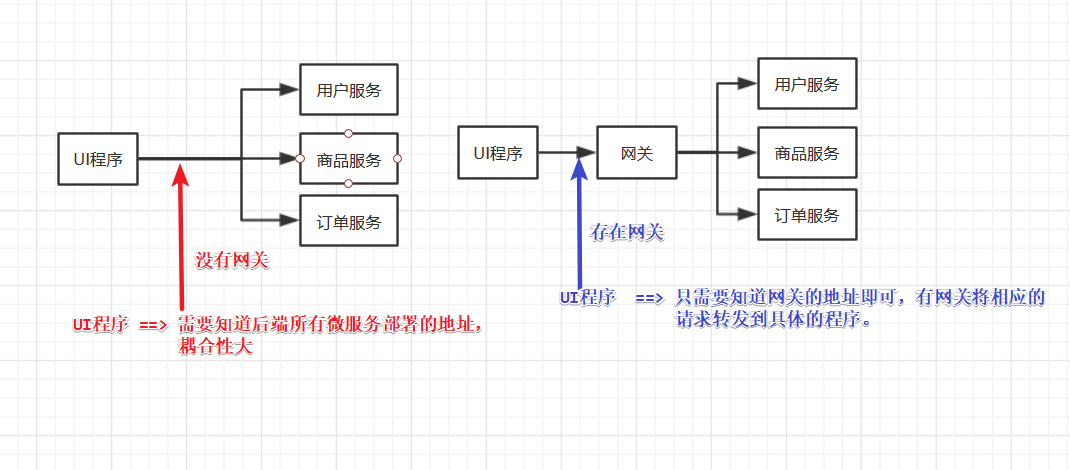 UI程序
用户服务
商品服务
订单服务
没有网关
UI程序 ==> 需要知道后端所有微服务部署的地址，
耦合性大
UI程序
网关
用户服务
商品服务
订单服务
存在网关
UI程序 ==> 只需要知道网关的地址即可，有网关将相应的
请求转发到具体的程序。